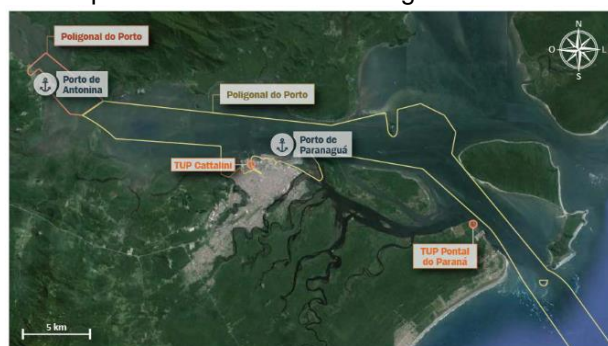 Poligonal do Porto
Porto de
Antonina
Poligonal do Porto
Porto de
Paranaguá
TUP Cattalini
TUP Pontal
do Paraná
N
O
L
S
5 km